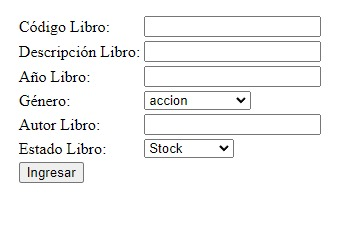 Código Libro:
Descripción Libro:
Año Libro:
Género: accion
Autor Libro:
Estado Libro: Stock
Ingresar